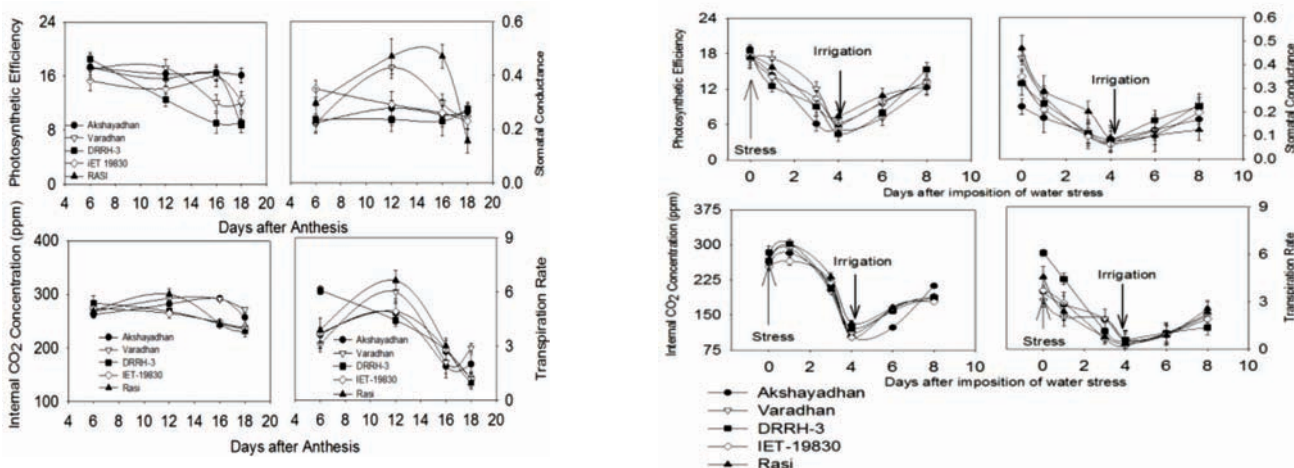 Photosynthetic Efficiency
24
18
12
6
0
Akshayadhan
Varadhan
DRRH-3
iET 19830
RASI
4 6 8 10 12 14 16 18 20
0.6
0.4
0.2
0.0
Stomatal Conductance
4 6 8 10 12 14 16 18 20
Days after Anthesis
Internal CO2 Concentration (ppm)
400
300
200
100
Akshayadhan
Varadhan
DRRH-3
IET-19830
Rasi
4 6 8 10 12 14 16 18 20
9
6
3
0
Transpiration Rate
Akshayadhan
Varadhan
DRRH-3
IET-19830
Rasi
4 6 8 10 12 14 16 18 20
Days after Anthesis
Photosynthetic Efficiency
24
18
12
6
0
Irrigation
Stress
0 2 4 6 8 10
0.6
0.5
0.4
0.3
0.2
0.1
0.0
Stomatal Conductance
Irrigation
0 2 4 6 8 10
Days after imposition of water stress
Internal CO2 Concentration (ppm)
375
300
225
150
75
Irrigation
Stress
0 2 4 6 8 10
9
6
3
0
Transpiration Rate
Irrigation
Stress
0 2 4 6 8 10
Days after imposition of water stress
Akshayadhan
Varadhan
DRRH-3
IET-19830
Rasi